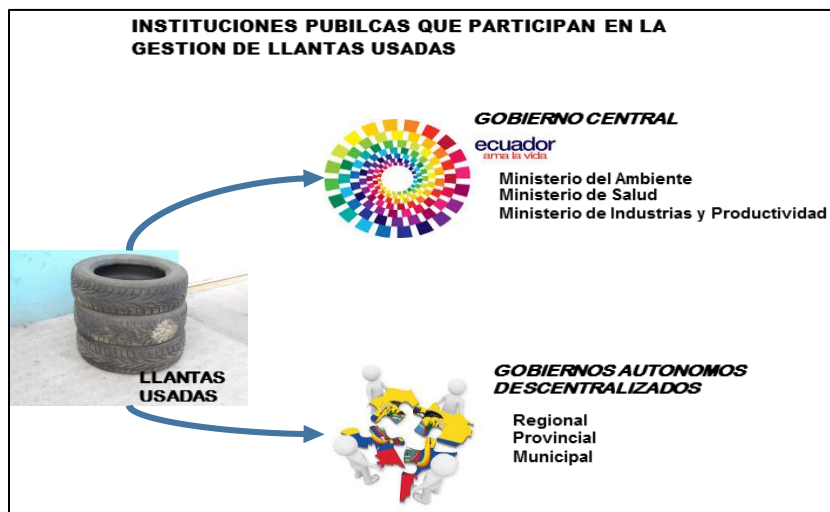 INSTITUCIONES PUBILCAS QUE PARTICIPAN EN LA
GESTION DE LLANTAS USADAS
GOBIERNO CENTRAL
ecuador
ama la vida
Ministerio del Ambiente
Ministerio de Salud
Ministerio de Industrias y Productividad
LLANTAS
USADAS
GOBIERNOS AUTONOMOS
DESCENTRALIZADOS
Regional
Provincial
Municipal